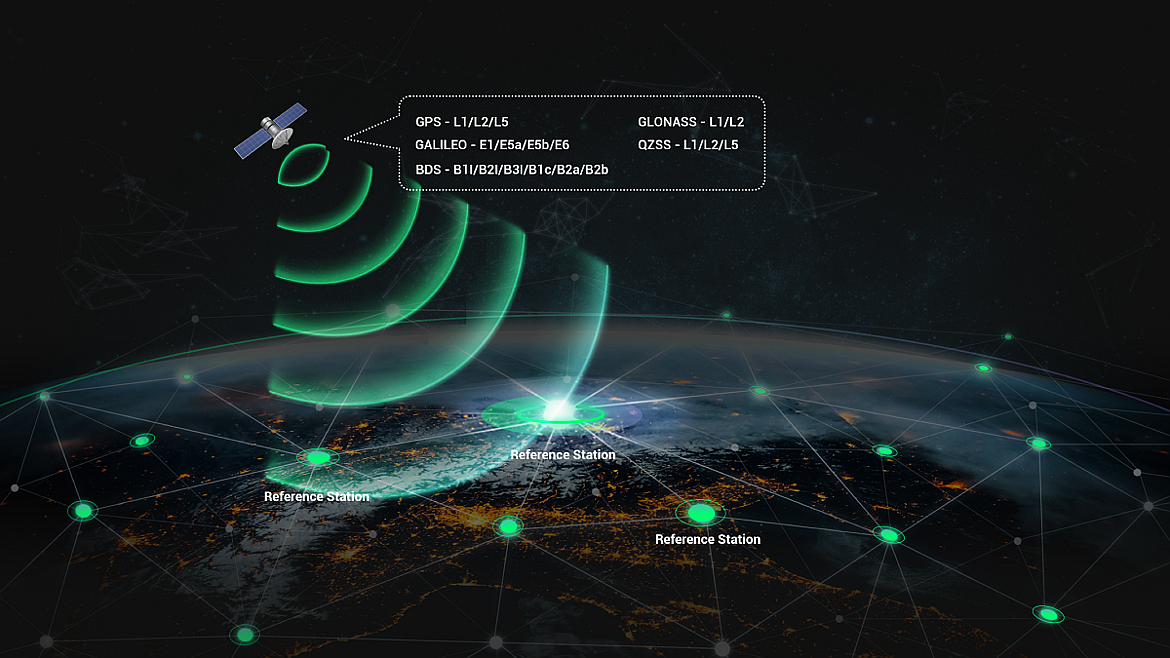 GPS - L1/L2/L5
GLONASS - L1/L2
GALILEO - E1/E5a/E5b/E6
QZSS - L1/L2/L5
BDS - B1I/B2I/B3I/B1c/B2a/B2b
Reference Station
Reference Station
Reference Station